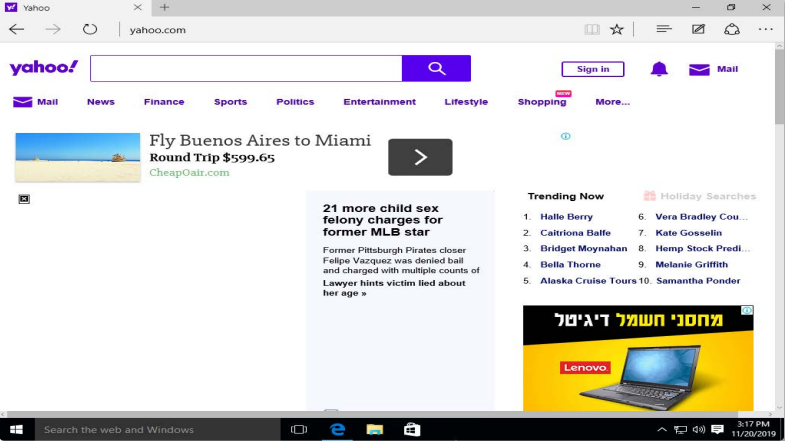 Yahoo
yahoo.com
yahoo!
Sign in
Mail
Mail News Finance Sports Politics Entertainment Lifestyle Shopping More...
NEW
Fly Buenos Aires to Miami
Round Trip $599.65
CheapOair.com
21 more child sex
felony charges for
former MLB star
Former Pittsburgh Pirates closer
Felipe Vazquez was denied bail
and charged with multiple counts of
Lawyer hints victim lied about
her age »
Trending Now
Holiday Searches
1. Halle Berry
2. Caitriona Balfe
3. Bridget Moynahan
4. Bella Thorne
5. Alaska Cruise Tours
6. Vera Bradley Cou...
7. Kate Gosselin
8. Hemp Stock Predi...
9. Melanie Griffith
10. Samantha Ponder
מחסני חשמל דיגיטל
Lenovo
Search the web and Windows
3:17 PM
11/20/2019